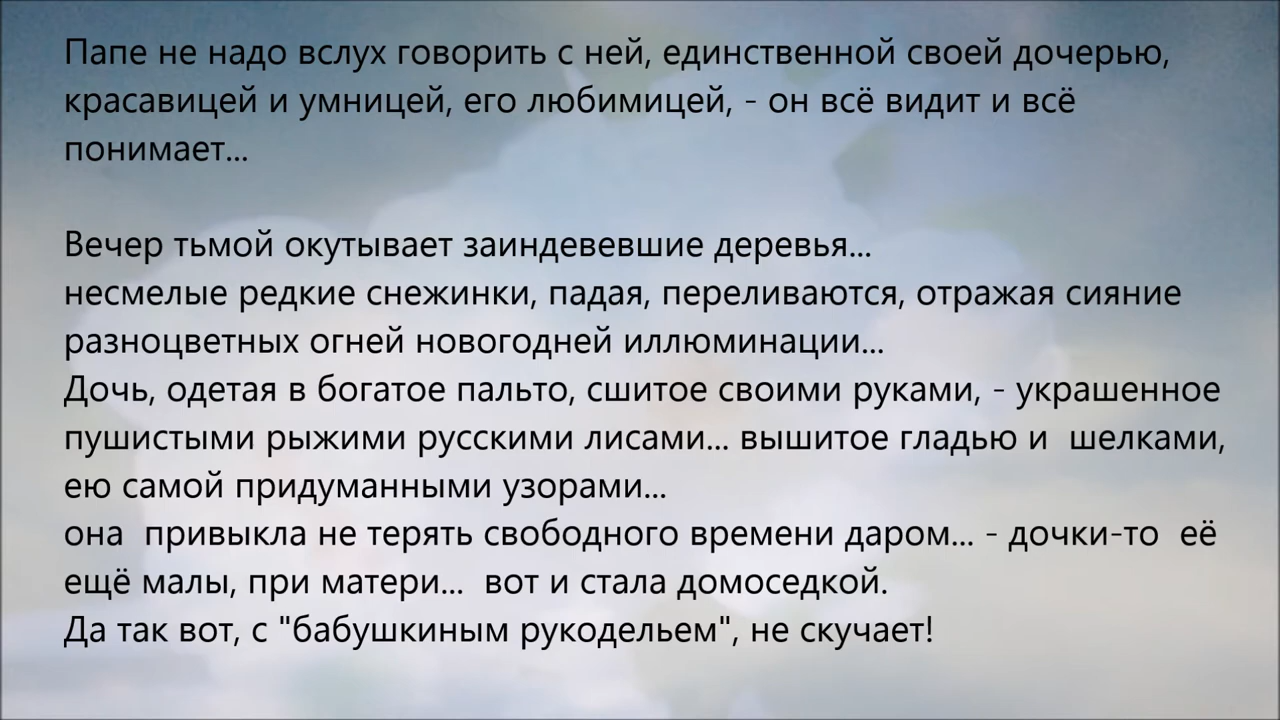 Папе не надо вслух говорить с ней, единственной своей дочерью,
красавицей и умницей, его любимицей, - он всё видит и всё
понимает...
Вечер тьмой окутывает заиндевевшие деревья...
несмелые редкие снежинки, падая, переливаются, отражая сияние
разноцветных огней новогодней иллюминации...
Дочь, одетая в богатое пальто, сшитое своими руками, - украшенное
пушистыми рыжими русскими лисами... вышитое гладью и  шелками,
ею самой придуманными узорами...
она  привыкла не терять свободного времени даром... - дочки-то  её
ещё малы, при матери...  вот и стала домоседкой.
Да так вот, с "бабушкиным рукодельем", не скучает!